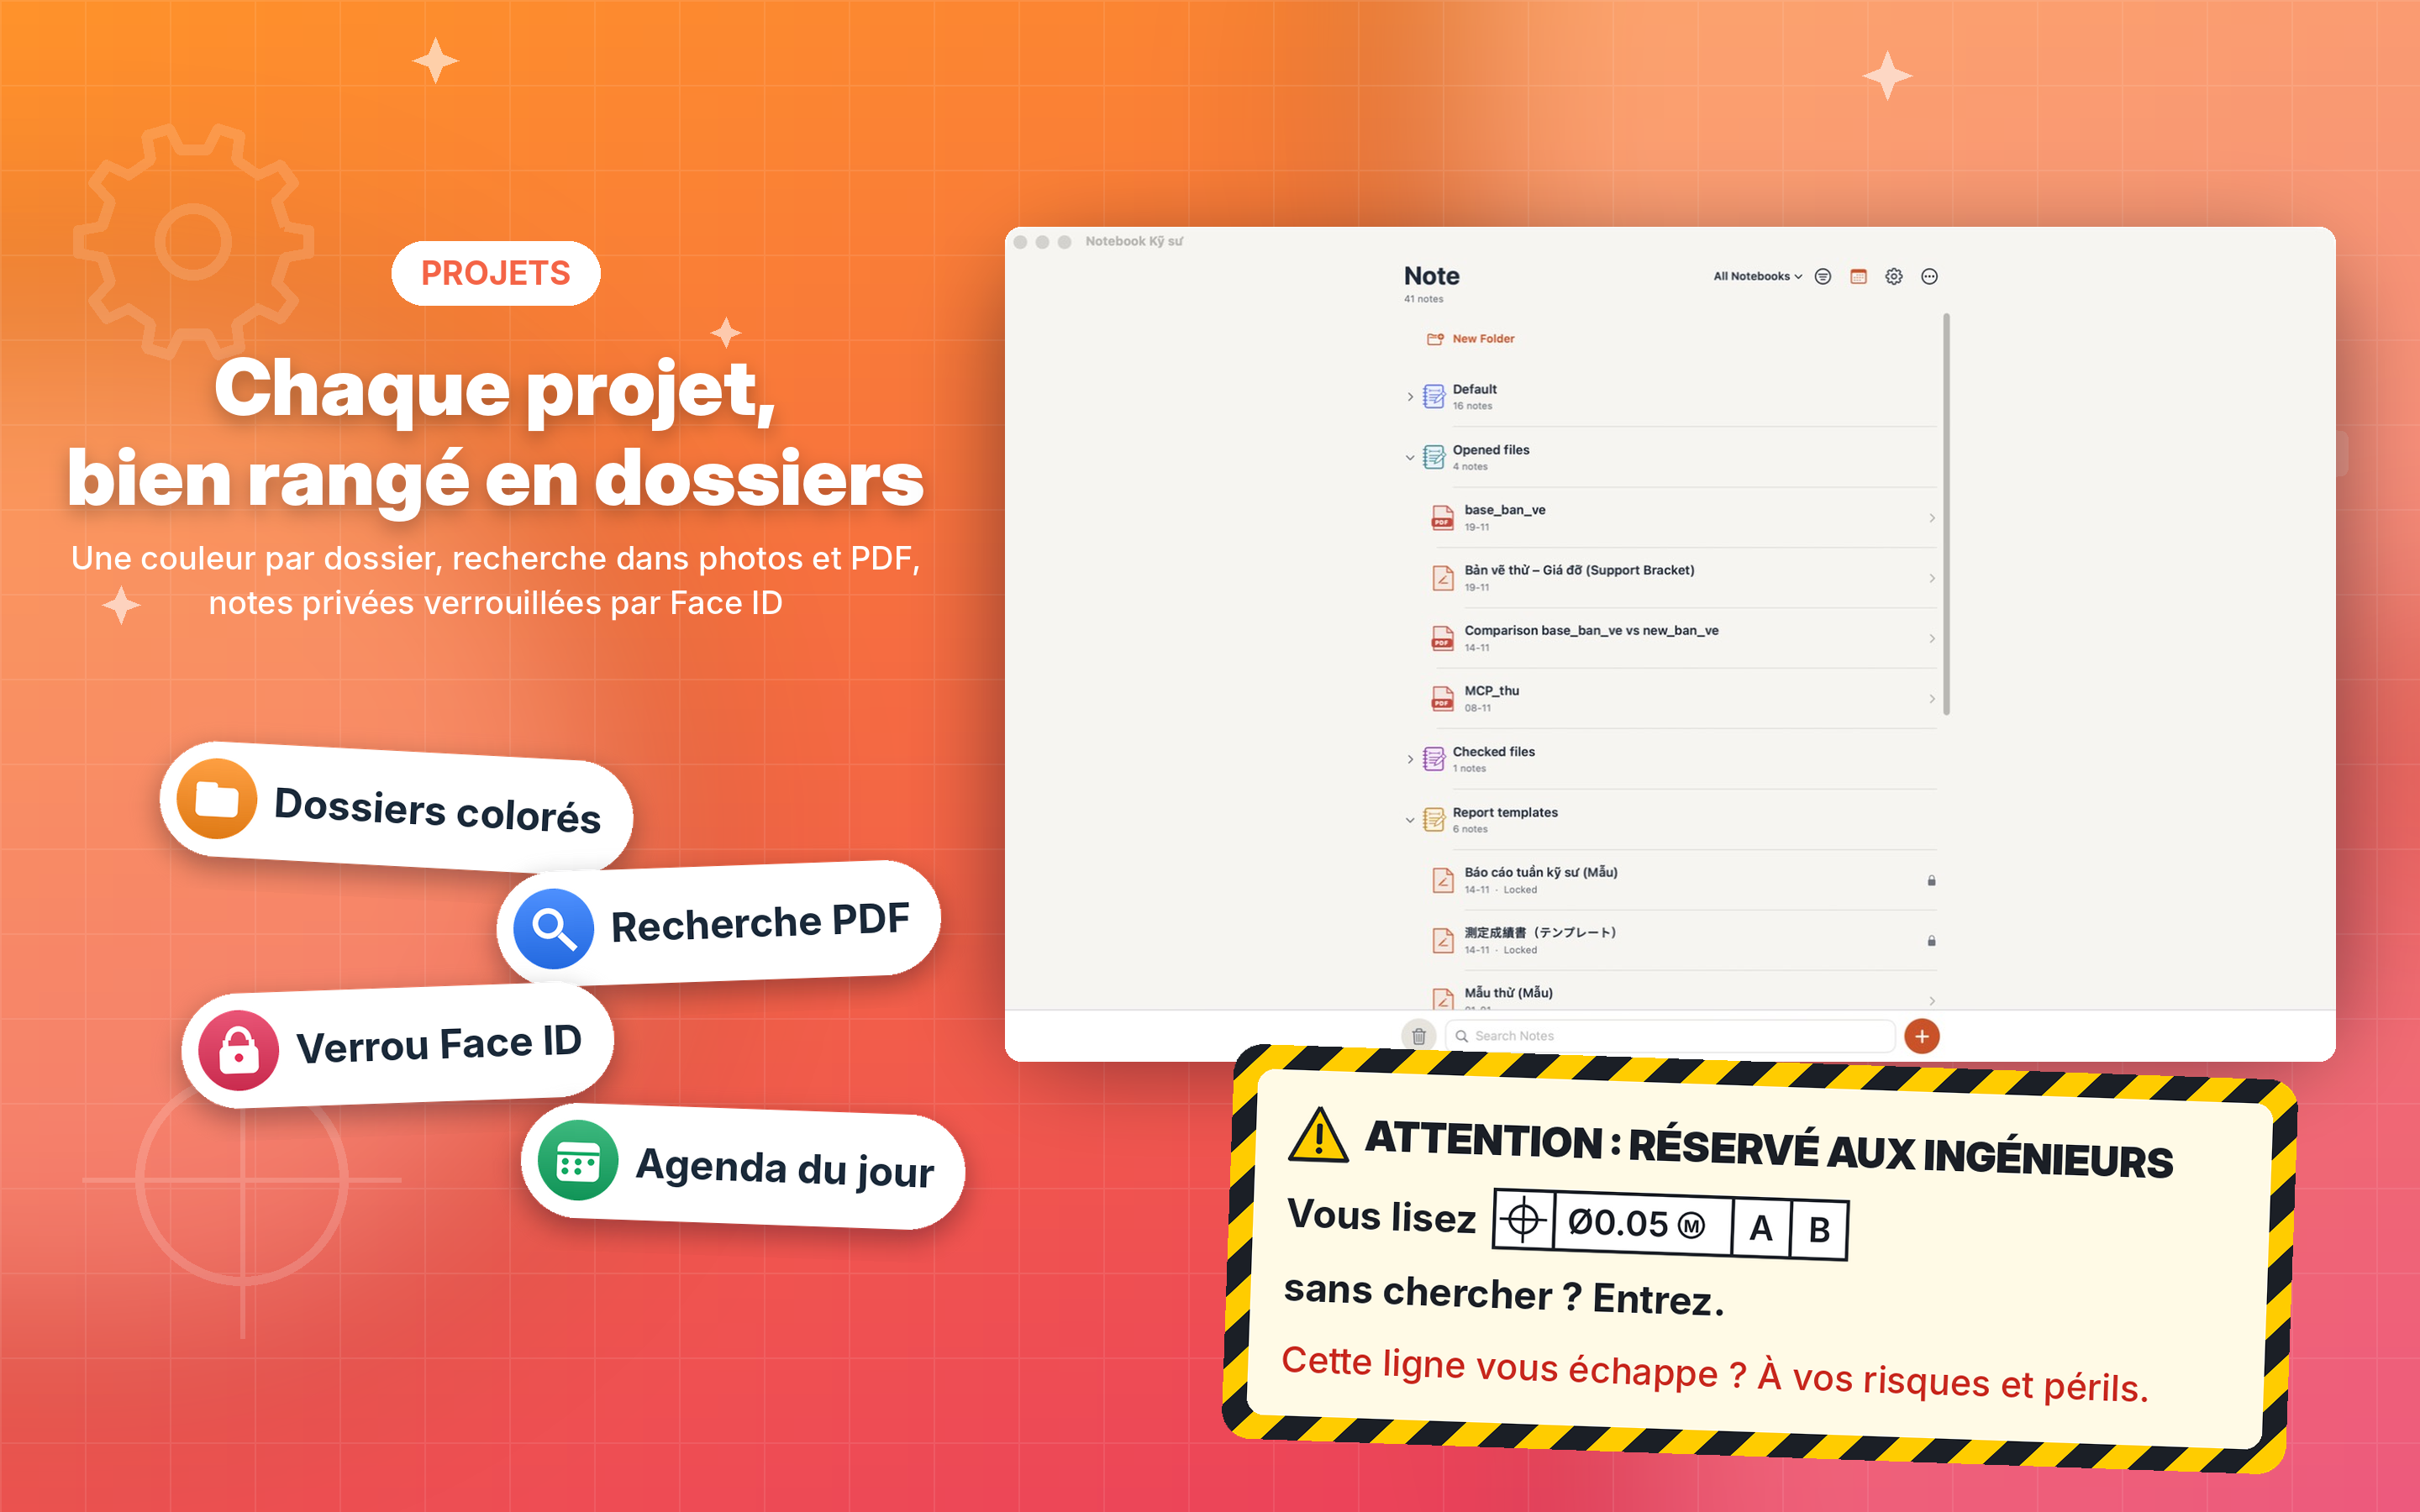 PROJETS
Chaque projet,
bien rangé en dossiers
Une couleur par dossier, recherche dans photos et PDF,
notes privées verrouillées par Face ID
Dossiers colorés
Recherche PDF
Verrou Face ID
Agenda du jour
Notebook Kỹ sư
Note
All Notebooks
41 notes
New Folder
Default
16 notes
Opened files
4 notes
base_ban_ve
19-11
Bản vẽ thử – Giá đỡ (Support Bracket)
19-11
Comparison base_ban_ve vs new_ban_ve
14-11
MCP_thu
08-11
Checked files
1 notes
Report templates
6 notes
Báo cáo tuần kỹ sư (Mẫu)
14-11 · Locked
測定成績書（テンプレート）
14-11 · Locked
Mẫu thử (Mẫu)
Search Notes
ATTENTION : RÉSERVÉ AUX INGÉNIEURS
Vous lisez ⌖ Ø0.05 Ⓜ A B
sans chercher ? Entrez.
Cette ligne vous échappe ? À vos risques et périls.